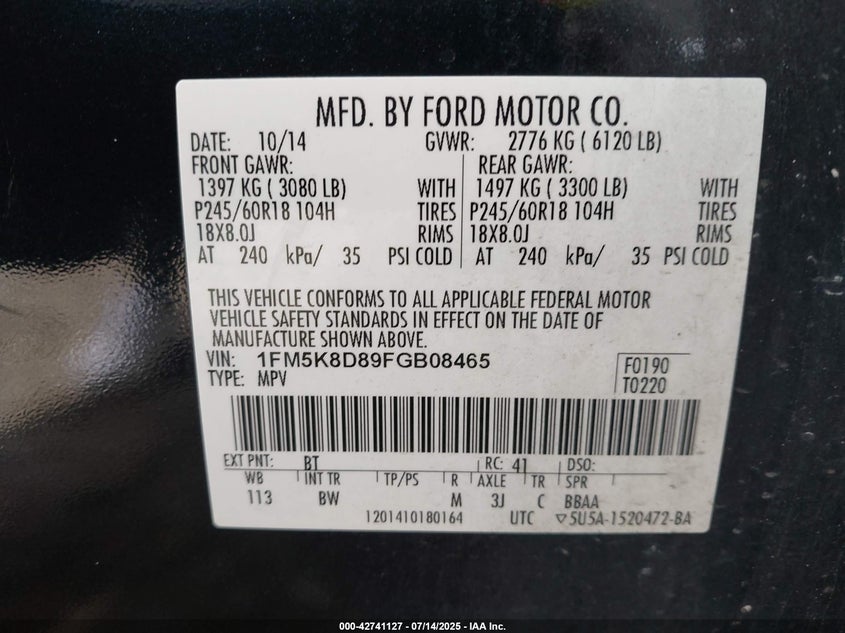 MFD. BY FORD MOTOR CO.
DATE: 10/14 GVWR: 2776 KG ( 6120 LB)
FRONT GAWR: REAR GAWR:
1397 KG ( 3080 LB) WITH 1497 KG ( 3300 LB) WITH
P245/60R18 104H TIRES P245/60R18 104H TIRES
18X8.0J RIMS 18X8.0J RIMS
AT 240 kPa/ 35 PSI COLD AT 240 kPa/ 35 PSI COLD
THIS VEHICLE CONFORMS TO ALL APPLICABLE FEDERAL MOTOR
VEHICLE SAFETY STANDARDS IN EFFECT ON THE DATE OF
MANUFACTURE SHOWN ABOVE.
VIN: 1FM5K8D89FGB08465 F0190
TYPE: MPV T0220
EXT PNT: BT RC: 41 DSO:
WB INT TR TP/PS R AXLE TR SPR
113 BW M 3J C BBAA
1201410180164 UTC ▽5U5A-1520472-BA
000-42741127 - 07/14/2025 - IAA Inc.